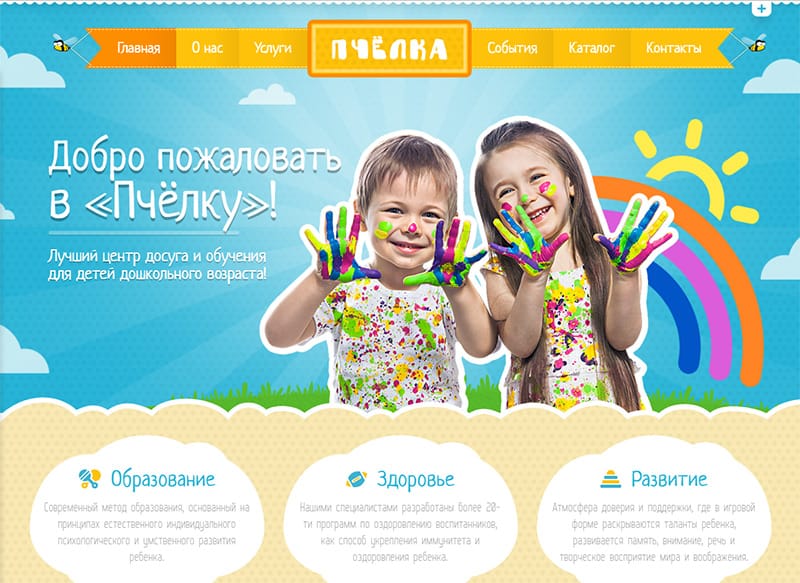 Главная О нас Услуги ПЧЁЛКА События Каталог Контакты
Добро пожаловать
в «Пчёлку»!
Лучший центр досуга и обучения
для детей дошкольного возраста!
Образование
Современный метод образования, основанный на
принципах естественного индивидуального
психологического и умственного развития
ребенка.
Здоровье
Нашими специалистами разработаны более 20-
ти программ по оздоровлению воспитанников,
как способ укрепления иммунитета и
оздоровления ребенка.
Развитие
Атмосфера доверия и поддержки, где в игровой
форме раскрываются таланты ребенка,
развивается память, внимание, речь и
творческое восприятие мира и воображения.